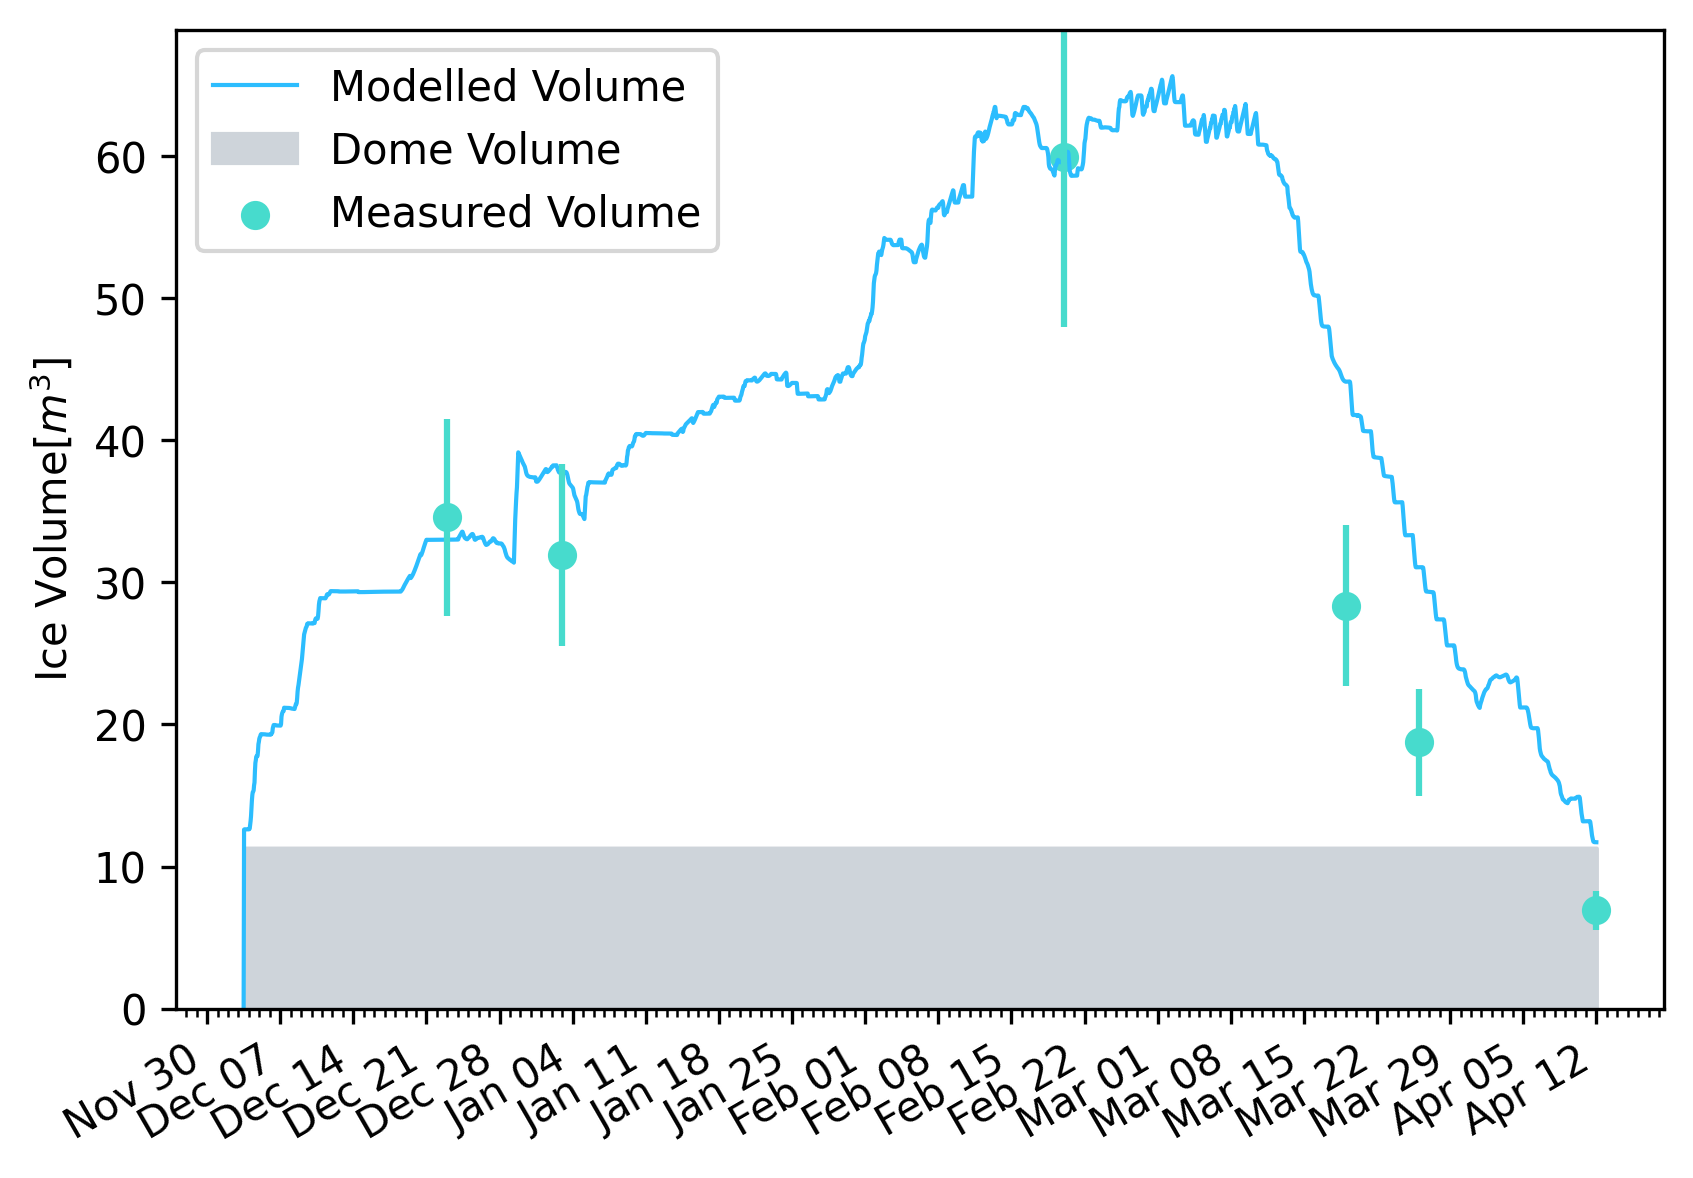 Modelled Volume
Dome Volume
Measured Volume
Ice Volume[m³]
60
50
40
30
20
10
0
Nov 30
Dec 07
Dec 14
Dec 21
Dec 28
Jan 04
Jan 11
Jan 18
Jan 25
Feb 01
Feb 08
Feb 15
Feb 22
Mar 01
Mar 08
Mar 15
Mar 22
Mar 29
Apr 05
Apr 12